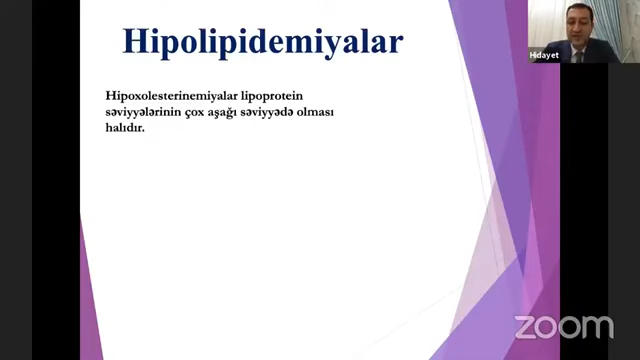 Hipolipidemiyalar
Hipoxolesterinemiyalar lipoprotein
səviyyələrinin çox aşağı səviyyədə olması
halıdır.
Hidayet
zoom